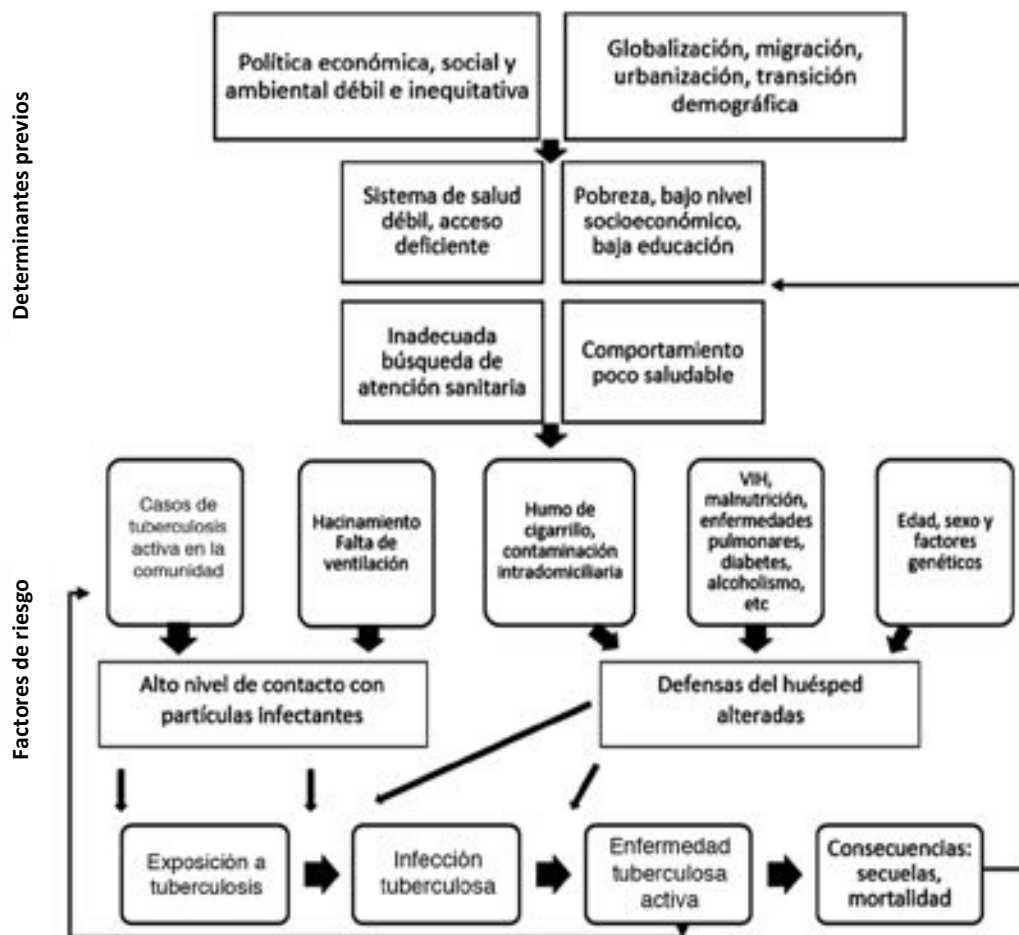 Determinantes previos
Política económica, social y
ambiental débil e inequitativa
Globalización, migración,
urbanización, transición
demográfica
Sistema de salud
débil, acceso
deficiente
Pobreza, bajo nivel
socioeconómico,
baja educación
Inadecuada
búsqueda de
atención sanitaria
Comportamiento
poco saludable
Factores de riesgo
Casos de
tuberculosis
activa en la
comunidad
Hacinamiento
Falta de
ventilación
Humo de
cigarrillo,
contaminación
intradomiciliaria
VIH,
malnutrición,
enfermedades
pulmonares,
diabetes,
alcoholismo,
etc
Edad, sexo y
factores
genéticos
Alto nivel de contacto con
partículas infectantes
Defensas del huésped
alteradas
Exposición a
tuberculosis
Infección
tuberculosa
Enfermedad
tuberculosa
activa
Consecuencias:
secuelas,
mortalidad